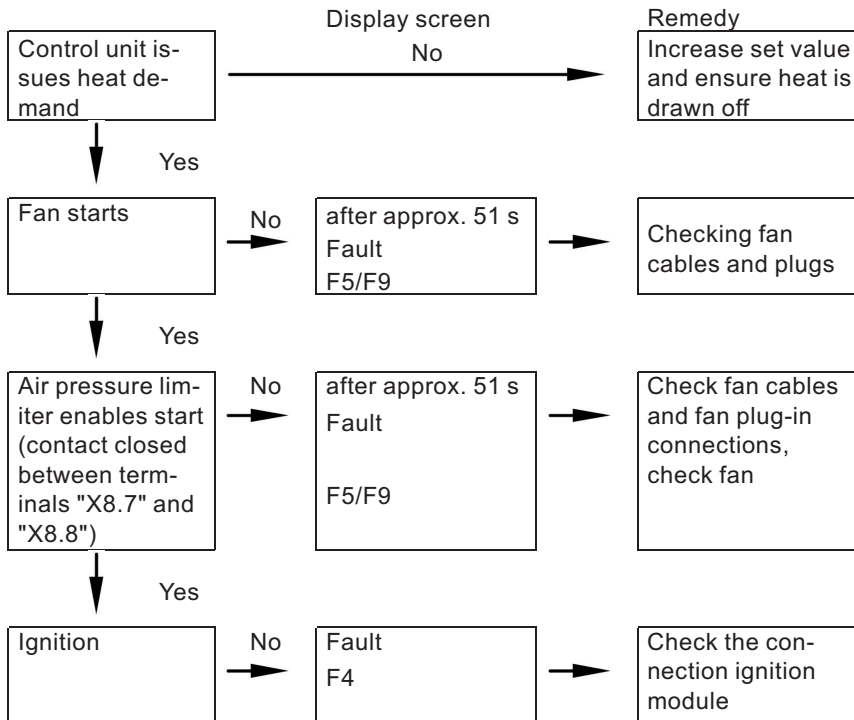 Display screen
Remedy
Control unit is-
sues heat de-
mand
No
Increase set value
and ensure heat is
drawn off
Yes
Fan starts
No
after approx. 51 s
Fault
F5/F9
Checking fan
cables and plugs
Yes
Air pressure lim-
iter enables start
(contact closed
between term-
inals "X8.7" and
"X8.8")
No
after approx. 51 s
Fault
F5/F9
Check fan cables
and fan plug-in
connections,
check fan
Yes
Ignition
No
Fault
F4
Check the con-
nection ignition
module